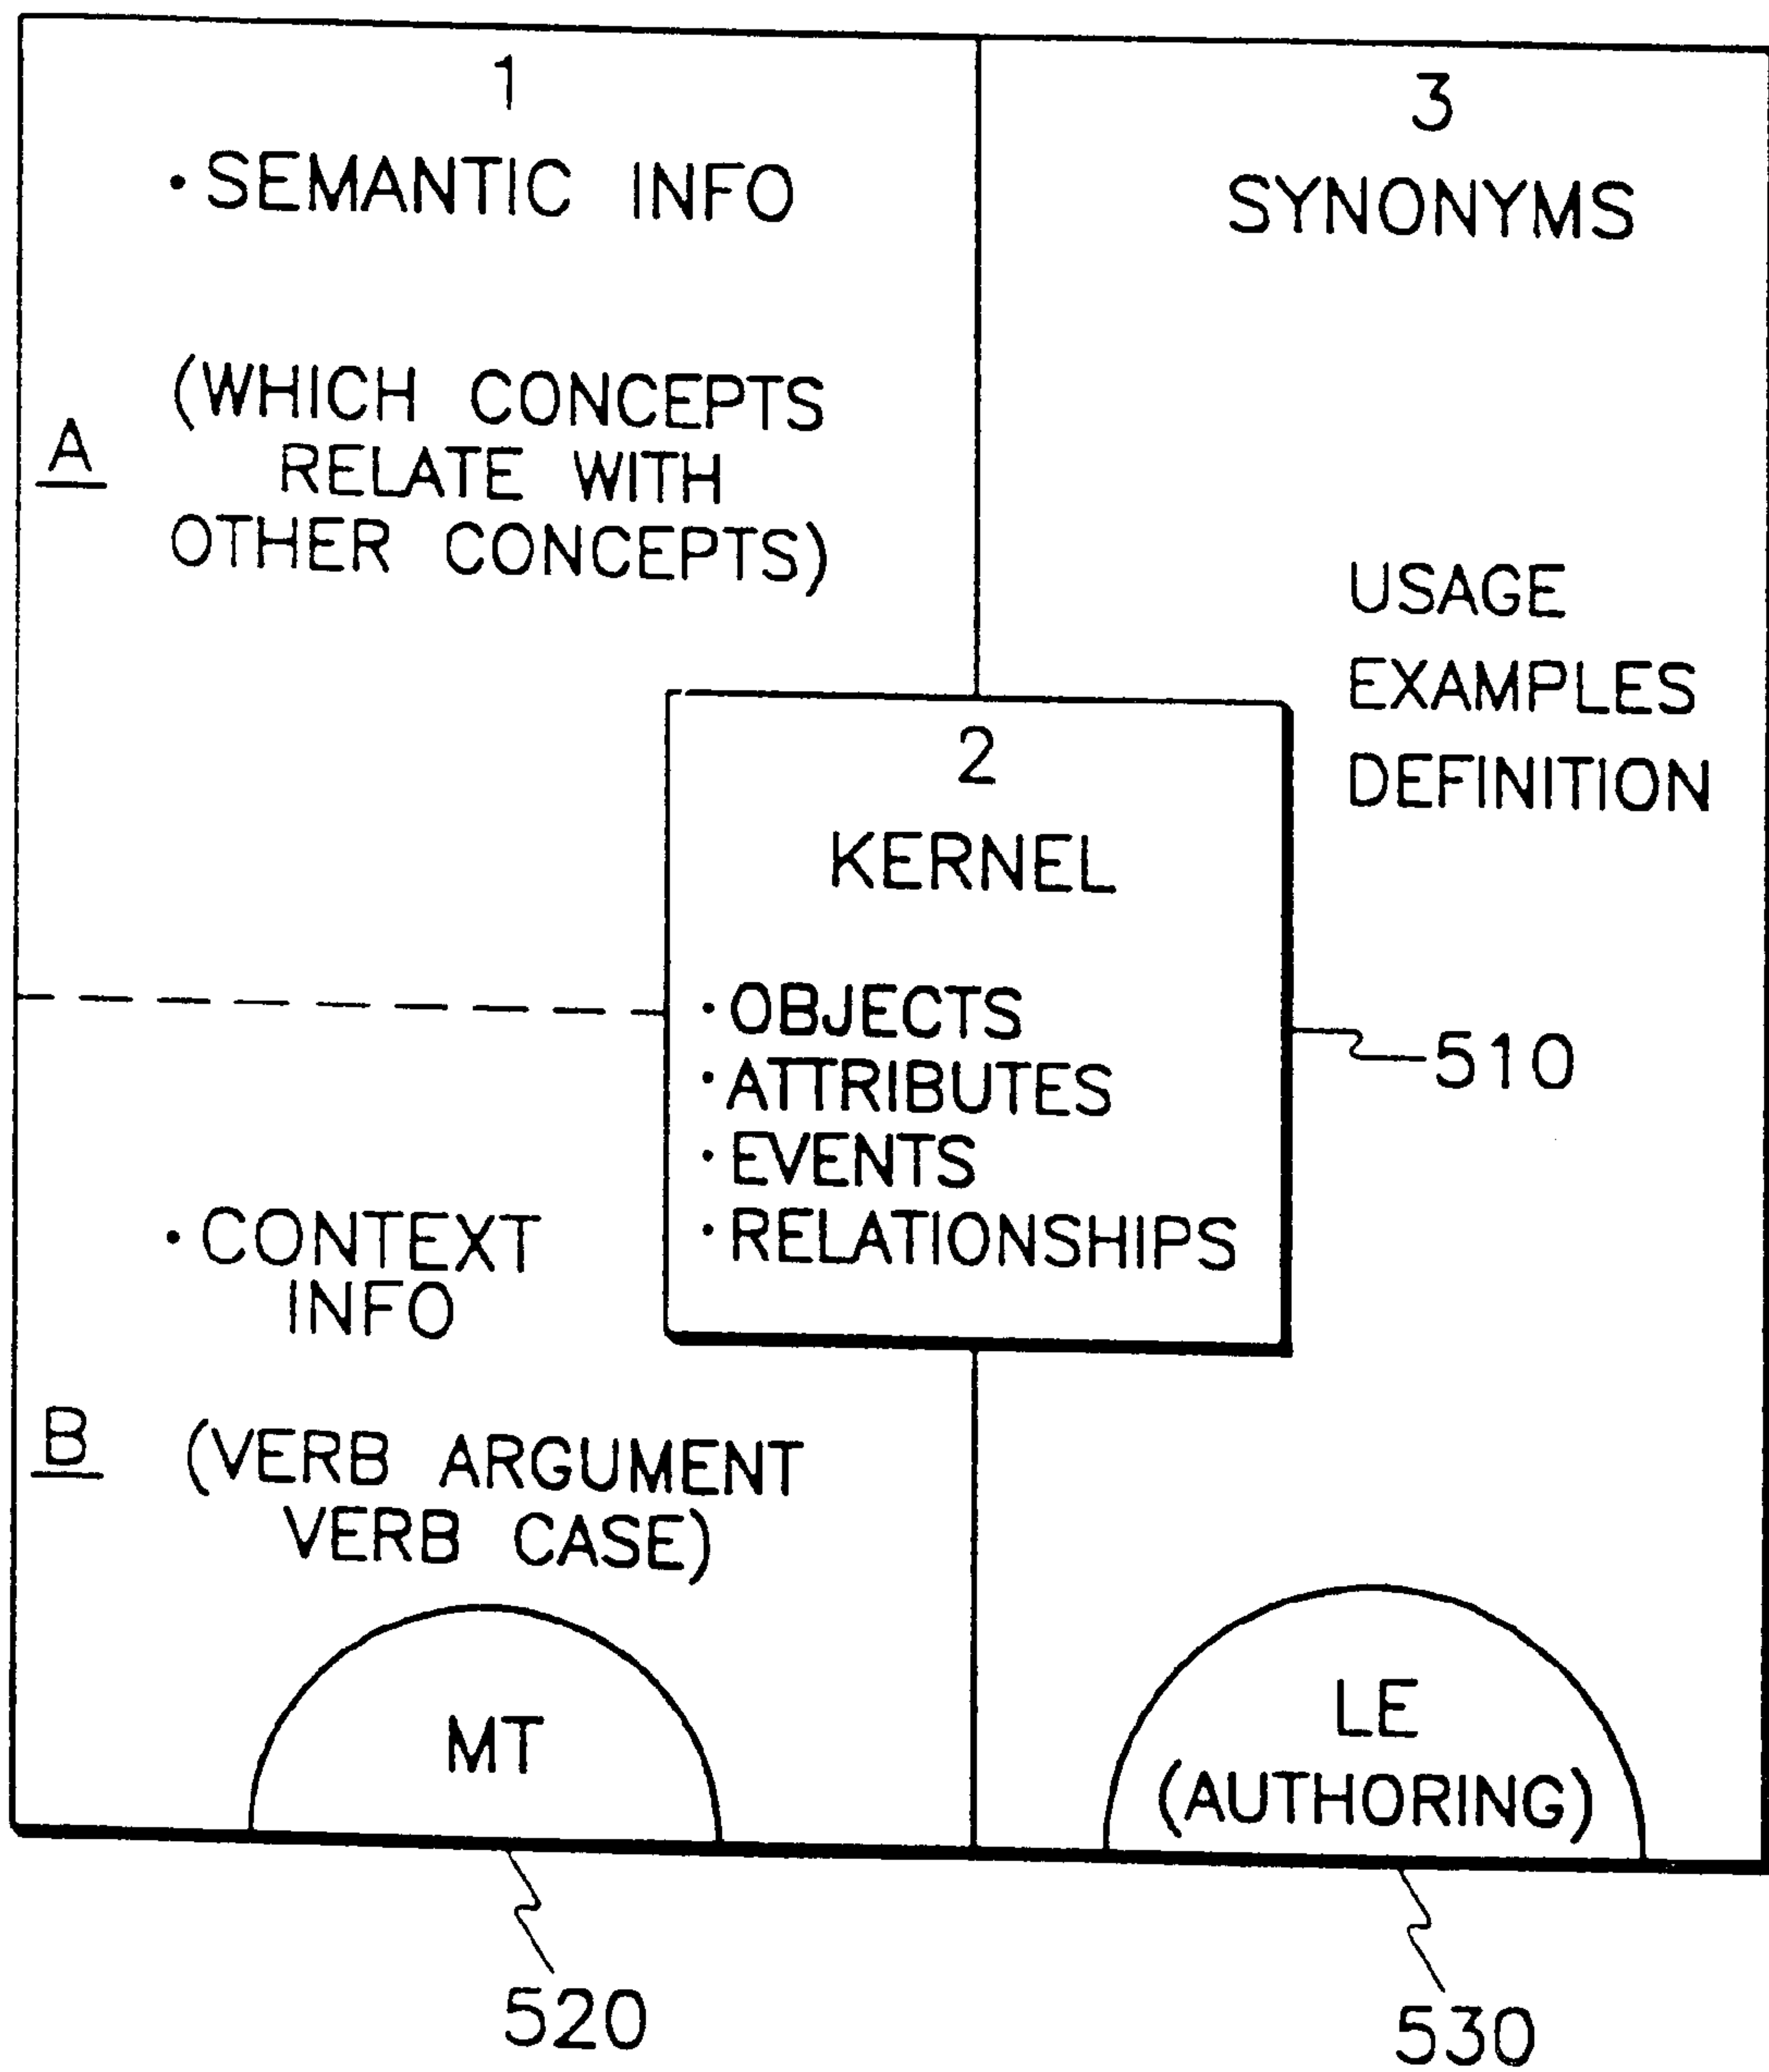 1
• SEMANTIC INFO
(WHICH CONCEPTS
RELATE WITH
OTHER CONCEPTS)
A
• CONTEXT
INFO
B
(VERB ARGUMENT
VERB CASE)
MT
2
KERNEL
• OBJECTS
• ATTRIBUTES
• EVENTS
• RELATIONSHIPS
3
SYNONYMS
USAGE
EXAMPLES
DEFINITION
510
LE
(AUTHORING)
520
530